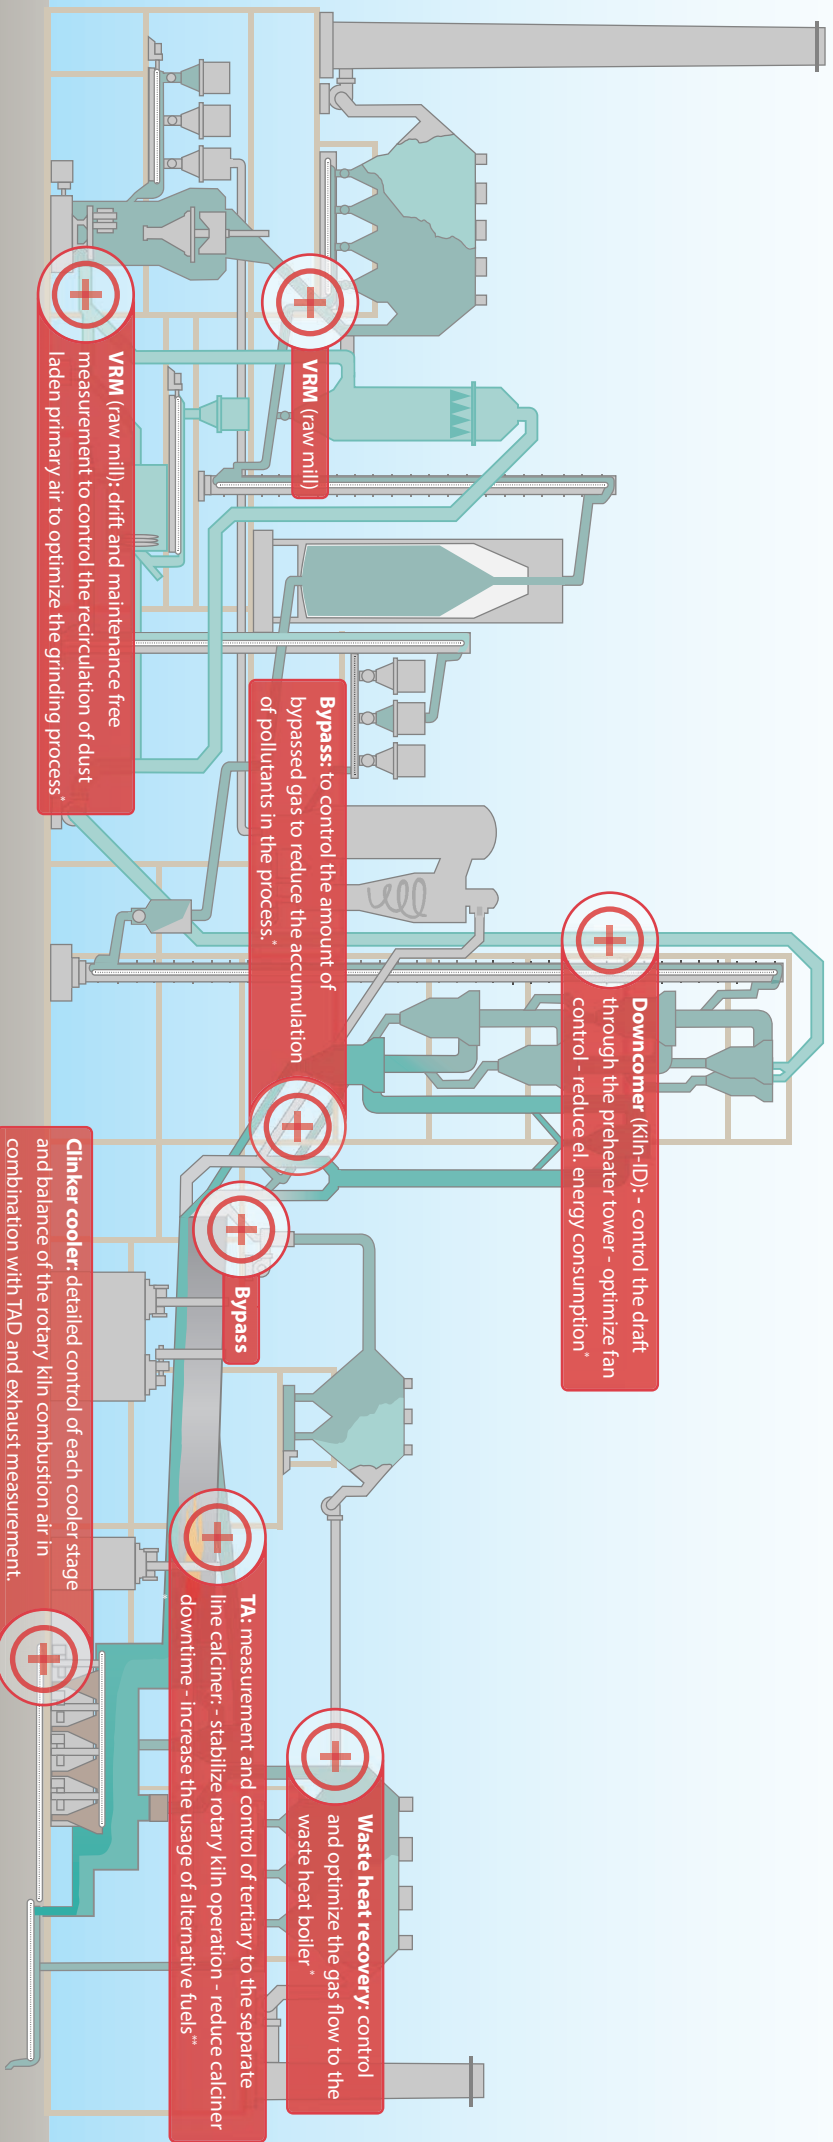 VRM (raw mill)
VRM (raw mill): drift and maintenance free
measurement to control the recirculation of dust
laden primary air to optimize the grinding process*
Bypass: to control the amount of
bypassed gas to reduce the accumulation
of pollutants in the process.*
Downcomer (Kiln-ID): - control the draft
through the preheater tower - optimize fan
control - reduce el. energy consumption*
Bypass
Clinker cooler: detailed control of each cooler stage
and balance of the rotary kiln combustion air in
combination with TAD and exhaust measurement.
*
TA: measurement and control of tertiary to the separate
line calciner: - stabilize rotary kiln operation - reduce calciner
downtime - increase the usage of alternative fuels**
Waste heat recovery: control
and optimize the gas flow to the
waste heat boiler*